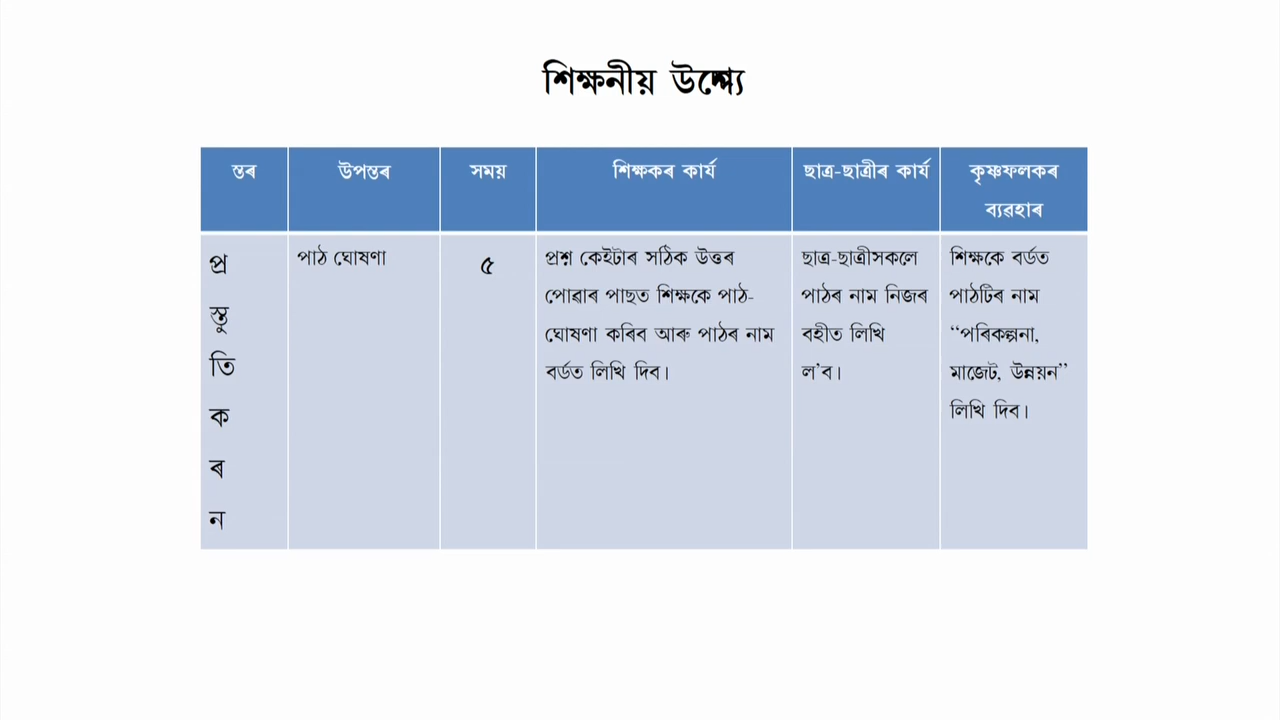 শিক্ষনীয় উদ্দ্যে
স্তৰ
উপস্তৰ
সময়
শিক্ষকৰ কাৰ্য
ছাত্ৰ-ছাত্ৰীৰ কাৰ্য
কৃষ্ণফলকৰ
ব্যৱহাৰ
প্ৰ
স্তু
তি
ক
ৰ
ন
পাঠ ঘোষণা
৫
প্ৰশ্ন কেইটাৰ সঠিক উত্তৰ
পোৱাৰ পাছত শিক্ষকে পাঠ-
ঘোষণা কৰিব আৰু পাঠৰ নাম
বৰ্ডত লিখি দিব।
ছাত্ৰ-ছাত্ৰীসকলে
পাঠৰ নাম নিজৰ
বহীত লিখি
ল'ব।
শিক্ষকে বৰ্ডত
পাঠটিৰ নাম
“পৰিকল্পনা,
মাজেট, উন্নয়ন”
লিখি দিব।